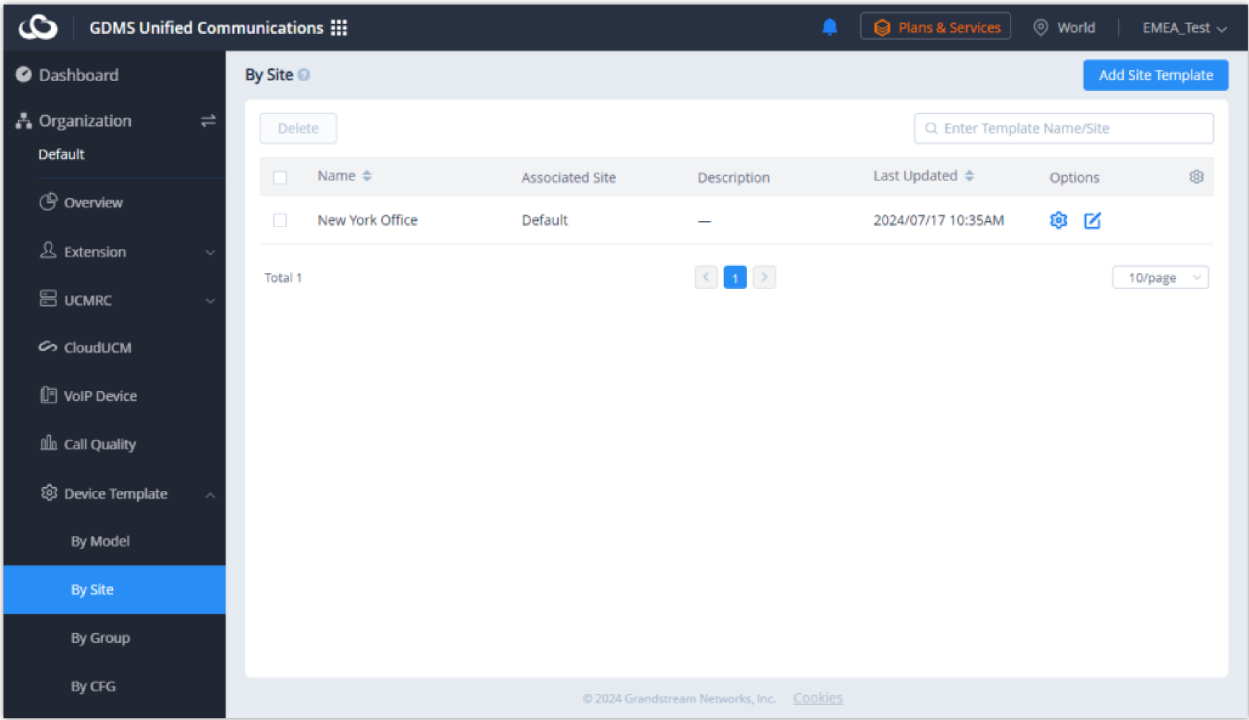 GDMS Unified Communications
Plans & Services
World
EMEA_Test
Dashboard
Organization
Default
Overview
Extension
UCMRC
CloudUCM
VoIP Device
Call Quality
Device Template
By Model
By Site
By Group
By CFG
By Site
Add Site Template
Delete
Enter Template Name/Site
Name Associated Site Description Last Updated Options
New York Office Default — 2024/07/17 10:35AM
Total 1
1
10/page
© 2024 Grandstream Networks, Inc. Cookies